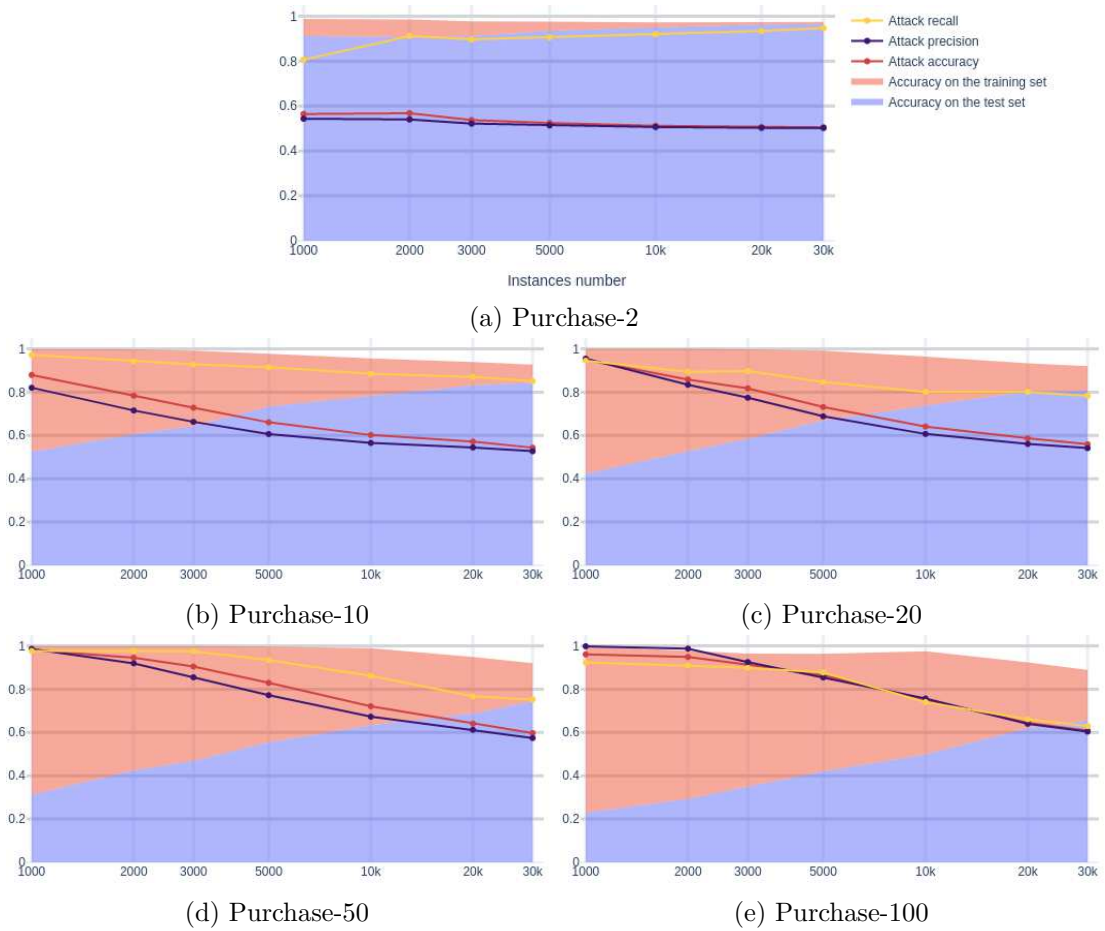 1
0.8
0.6
0.4
0.2
0
1000 2000 3000 5000 10k 20k 30k
Instances number
Attack recall
Attack precision
Attack accuracy
Accuracy on the training set
Accuracy on the test set
(a) Purchase-2
1
0.8
0.6
0.4
0.2
0
1000 2000 3000 5000 10k 20k 30k
(b) Purchase-10
1
0.8
0.6
0.4
0.2
0
1000 2000 3000 5000 10k 20k 30k
(c) Purchase-20
1
0.8
0.6
0.4
0.2
0
1000 2000 3000 5000 10k 20k 30k
(d) Purchase-50
1
0.8
0.6
0.4
0.2
0
1000 2000 3000 5000 10k 20k 30k
(e) Purchase-100